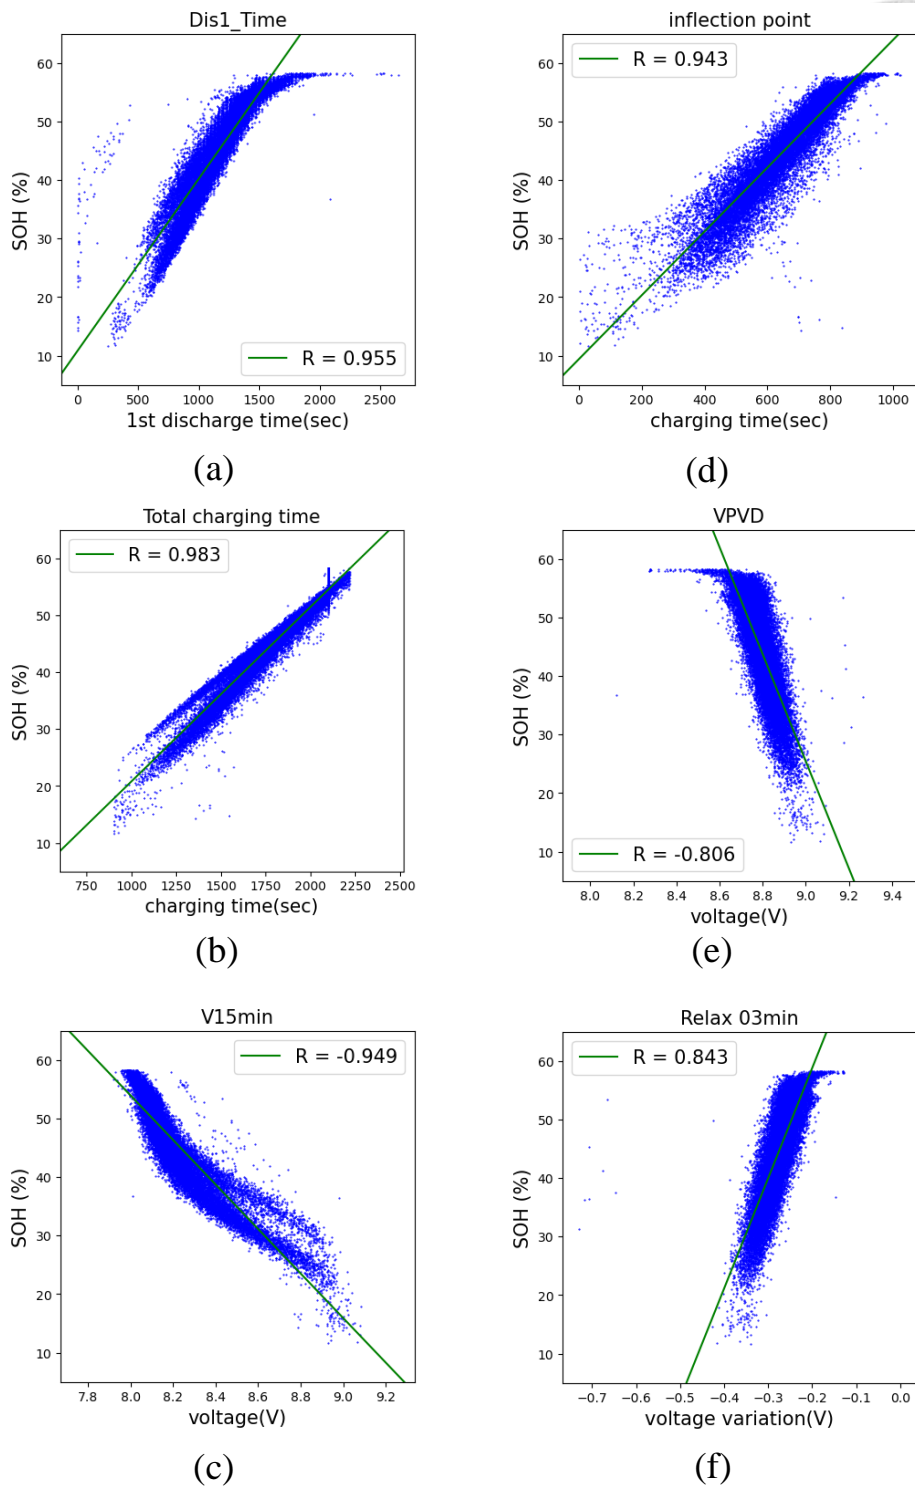 Dis1_Time
60
50
40
30
20
10
SOH (%)
R = 0.955
0 500 1000 1500 2000 2500
1st discharge time(sec)
(a)
inflection point
R = 0.943
60
50
40
30
20
10
SOH (%)
0 200 400 600 800 1000
charging time(sec)
(d)
Total charging time
R = 0.983
60
50
40
30
20
10
SOH (%)
750 1000 1250 1500 1750 2000 2250 2500
charging time(sec)
(b)
VPVD
60
50
40
30
20
10
SOH (%)
R = -0.806
8.0 8.2 8.4 8.6 8.8 9.0 9.2 9.4
voltage(V)
(e)
V15min
R = -0.949
60
50
40
30
20
10
SOH (%)
7.8 8.0 8.2 8.4 8.6 8.8 9.0 9.2
voltage(V)
(c)
Relax 03min
R = 0.843
60
50
40
30
20
10
SOH (%)
−0.7 −0.6 −0.5 −0.4 −0.3 −0.2 −0.1 0.0
voltage variation(V)
(f)